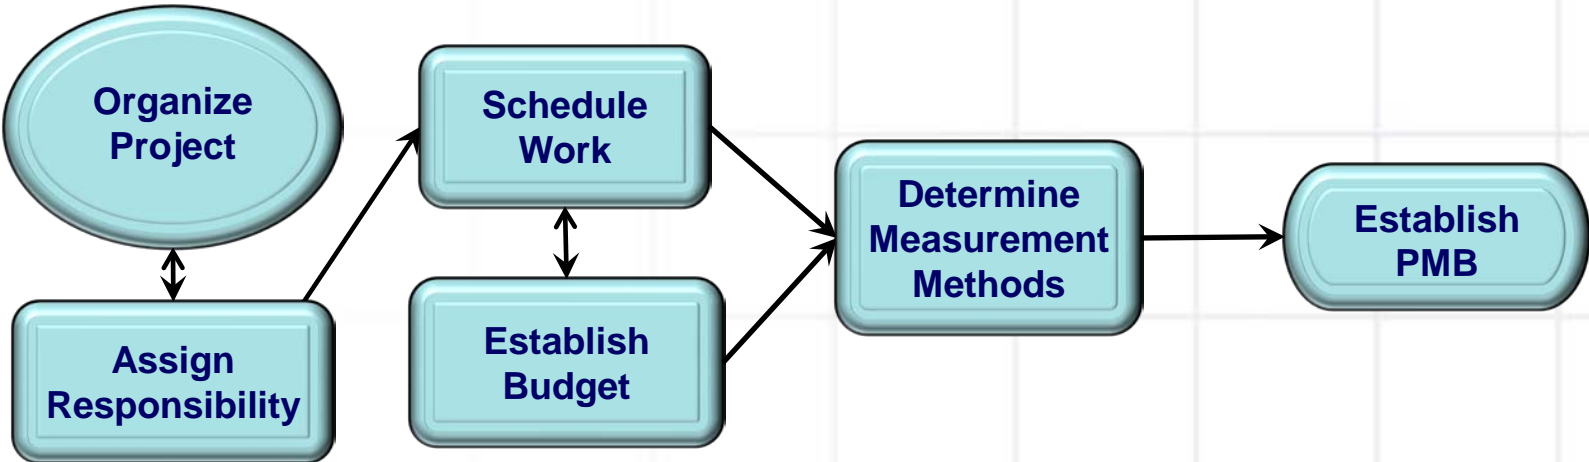 Organize
Project
Assign
Responsibility
Schedule
Work
Establish
Budget
Determine
Measurement
Methods
Establish
PMB